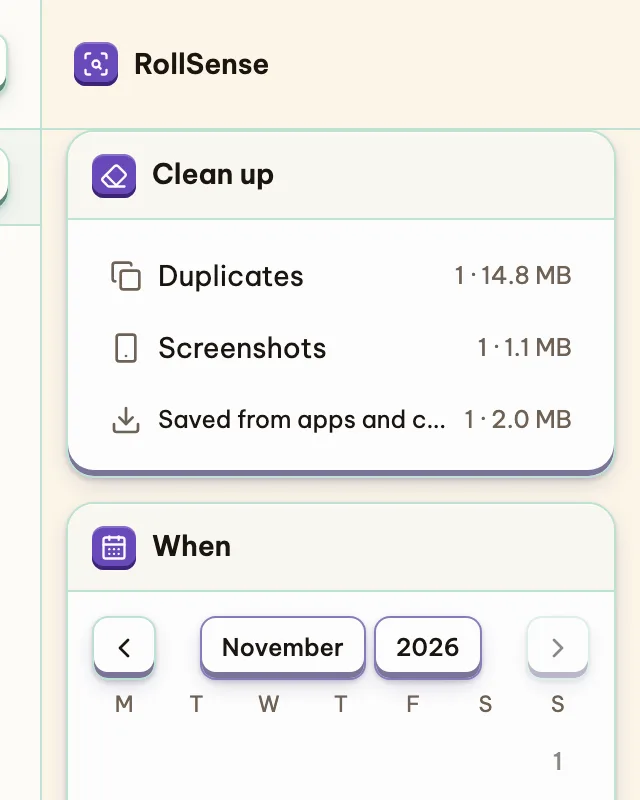 RollSense
Clean up
Duplicates 1 · 14.8 MB
Screenshots 1 · 1.1 MB
Saved from apps and c... 1 · 2.0 MB
When
November 2026
M T W T F S S
1